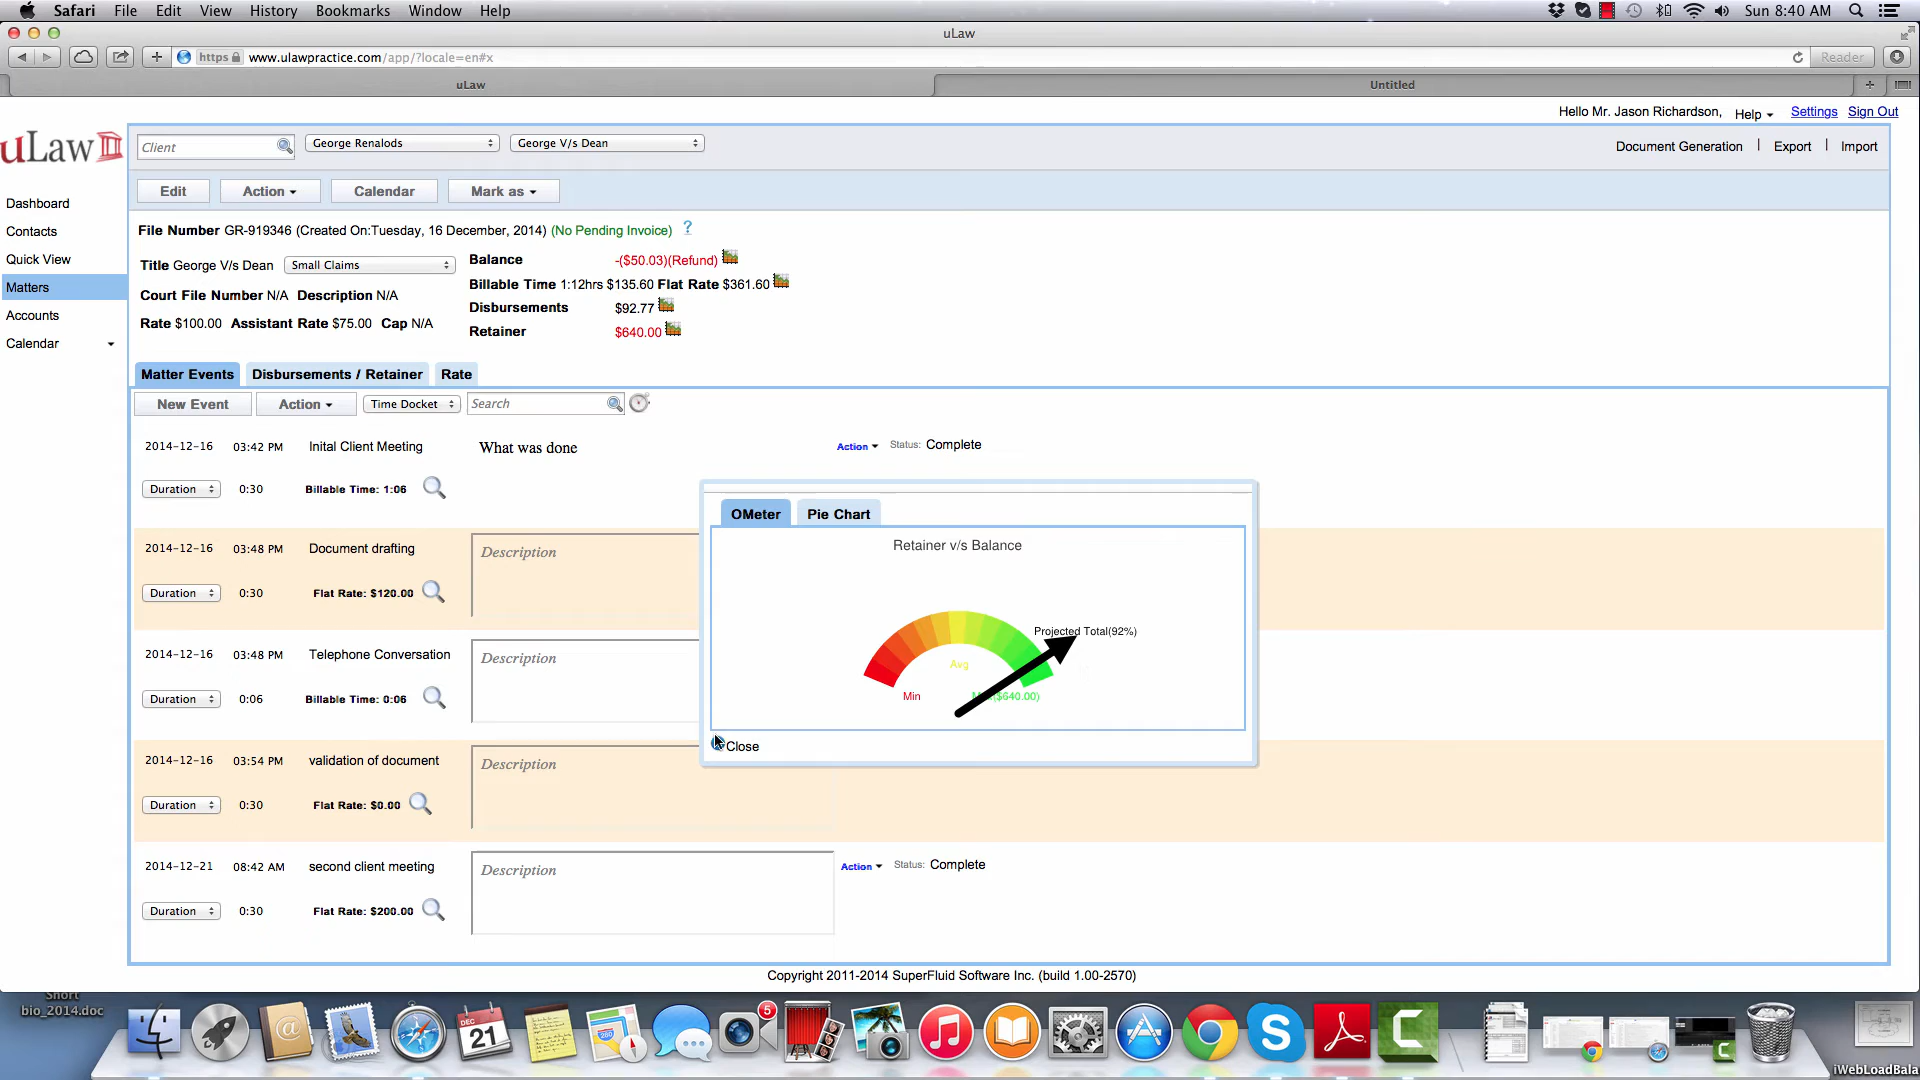 Safari File Edit View History Bookmarks Window Help Sun 8:40 AM
uLaw
https www.ulawpractice.com/app/?locale=en#x Reader
uLaw Untitled
Hello Mr. Jason Richardson, Help Settings Sign Out
uLaw Client George Renalods George V/s Dean Document Generation | Export | Import
Edit Action Calendar Mark as
Dashboard
Contacts
Quick View
Matters
Accounts
Calendar
File Number GR-919346 (Created On:Tuesday, 16 December, 2014) (No Pending Invoice) ?
Title George V/s Dean Small Claims
Court File Number N/A Description N/A
Rate $100.00 Assistant Rate $75.00 Cap N/A
Balance -($50.03)(Refund)
Billable Time 1:12hrs $135.60 Flat Rate $361.60
Disbursements $92.77
Retainer $640.00
Matter Events Disbursements / Retainer Rate
New Event Action Time Docket Search
2014-12-16 03:42 PM Inital Client Meeting What was done Action Status: Complete
Duration 0:30 Billable Time: 1:06
2014-12-16 03:48 PM Document drafting Description
Duration 0:30 Flat Rate: $120.00
2014-12-16 03:48 PM Telephone Conversation Description
Duration 0:06 Billable Time: 0:06
2014-12-16 03:54 PM validation of document Description
Duration 0:30 Flat Rate: $0.00
2014-12-21 08:42 AM second client meeting Description Action Status: Complete
Duration 0:30 Flat Rate: $200.00
OMeter Pie Chart
Retainer v/s Balance
Projected Total(92%)
Avg
Min ($640.00)
Close
Copyright 2011-2014 SuperFluid Software Inc. (build 1.00-2570)
Short
bio_2014.doc
DEC
21
5
iWebLoadBala